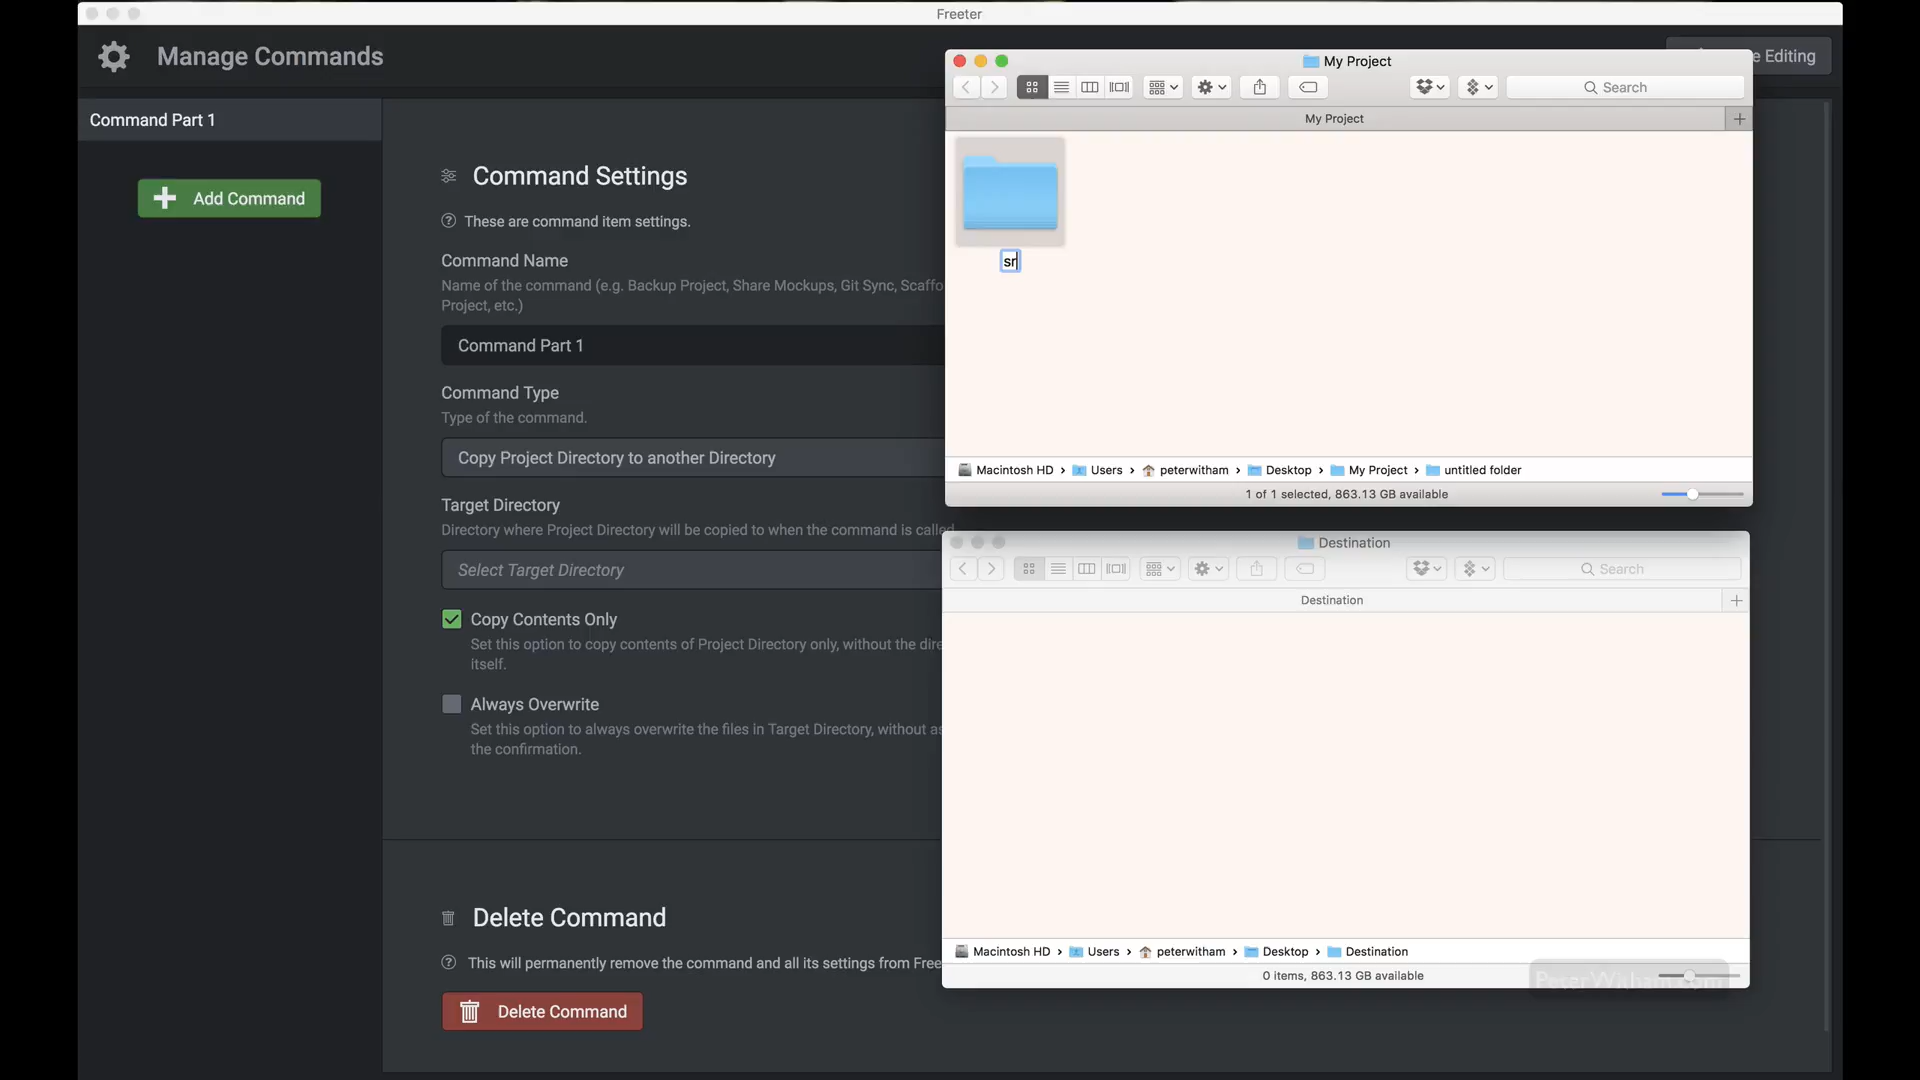 Freeter
Manage Commands
e Editing
Command Part 1
Add Command
Command Settings
These are command item settings.
Command Name
Name of the command (e.g. Backup Project, Share Mockups, Git Sync, Scaffo
Project, etc.)
Command Part 1
Command Type
Type of the command.
Copy Project Directory to another Directory
Target Directory
Directory where Project Directory will be copied to when the command is called
Select Target Directory
Copy Contents Only
Set this option to copy contents of Project Directory only, without the dire
itself.
Always Overwrite
Set this option to always overwrite the files in Target Directory, without as
the confirmation.
Delete Command
This will permanently remove the command and all its settings from Free
Delete Command
My Project
Search
My Project
sr
Macintosh HD › Users › peterwitham › Desktop › My Project › untitled folder
1 of 1 selected, 863.13 GB available
Destination
Search
Destination
Macintosh HD › Users › peterwitham › Desktop › Destination
0 items, 863.13 GB available
PeterWitham.com